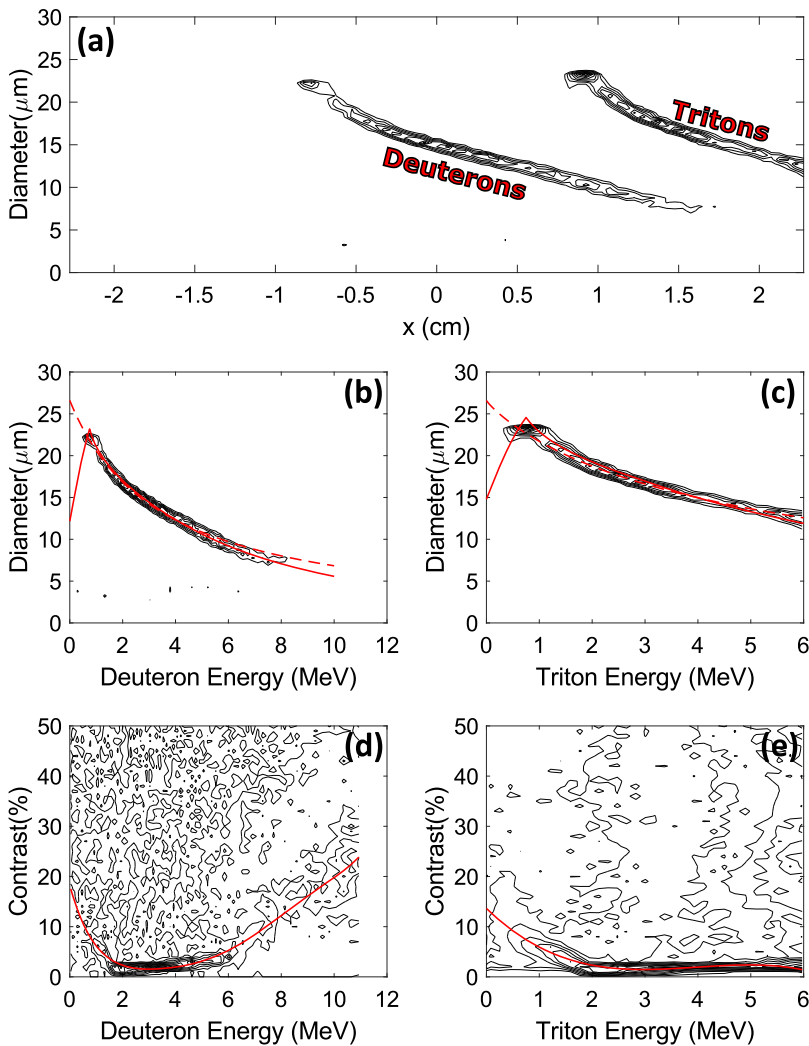 (a)
30
25
20
15
10
5
0
Diameter(μm)
Tritons
Deuterons
-2 -1.5 -1 -0.5 0 0.5 1 1.5 2
x (cm)
(b)
30
25
20
15
10
5
0
Diameter(μm)
0 2 4 6 8 10 12
Deuteron Energy (MeV)
(c)
30
25
20
15
10
5
0
Diameter(μm)
0 1 2 3 4 5 6
Triton Energy (MeV)
(d)
50
40
30
20
10
0
Contrast(%)
0 2 4 6 8 10 12
Deuteron Energy (MeV)
(e)
50
40
30
20
10
0
Contrast(%)
0 1 2 3 4 5 6
Triton Energy (MeV)